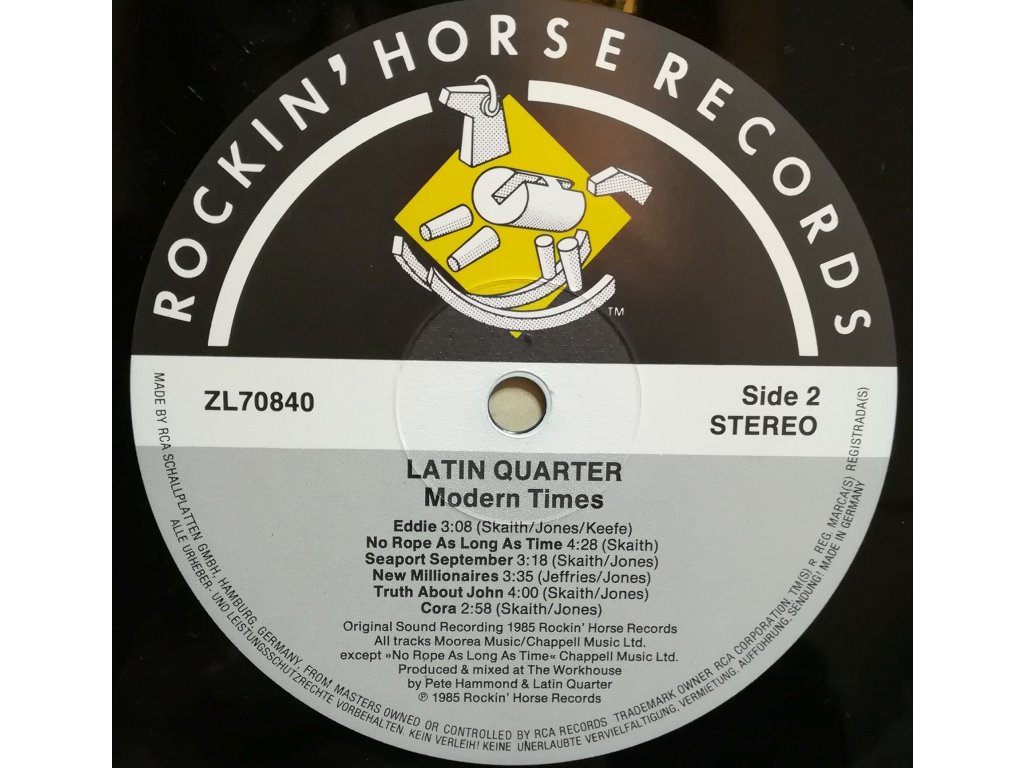 ROCKIN' HORSE RECORDS
TM
ZL70840
Side 2
STEREO
LATIN QUARTER
Modern Times
Eddie 3:08 (Skaith/Jones/Keefe)
No Rope As Long As Time 4:28 (Skaith)
Seaport September 3:18 (Skaith/Jones)
New Millionaires 3:35 (Jeffries/Jones)
Truth About John 4:00 (Skaith/Jones)
Cora 2:58 (Skaith/Jones)
Original Sound Recording 1985 Rockin' Horse Records
All tracks Moorea Music/Chappell Music Ltd.
except »No Rope As Long As Time« Chappell Music Ltd.
Produced & mixed at The Workhouse
by Pete Hammond & Latin Quarter
℗ 1985 Rockin' Horse Records
MADE BY RCA SCHALLPLATTEN GMBH, HAMBURG, GERMANY, FROM MASTERS OWNED OR CONTROLLED BY RCA RECORDS TRADEMARK OWNER RCA CORPORATION, TM(S) R REG. MARCA(S) REGISTRADA(S)
ALLE URHEBER- UND LEISTUNGSSCHUTZRECHTE VORBEHALTEN. KEIN VERLEIH! KEINE UNERLAUBTE VERVIELFÄLTIGUNG, VERMIETUNG, AUFFÜHRUNG, SENDUNG! MADE IN GERMANY